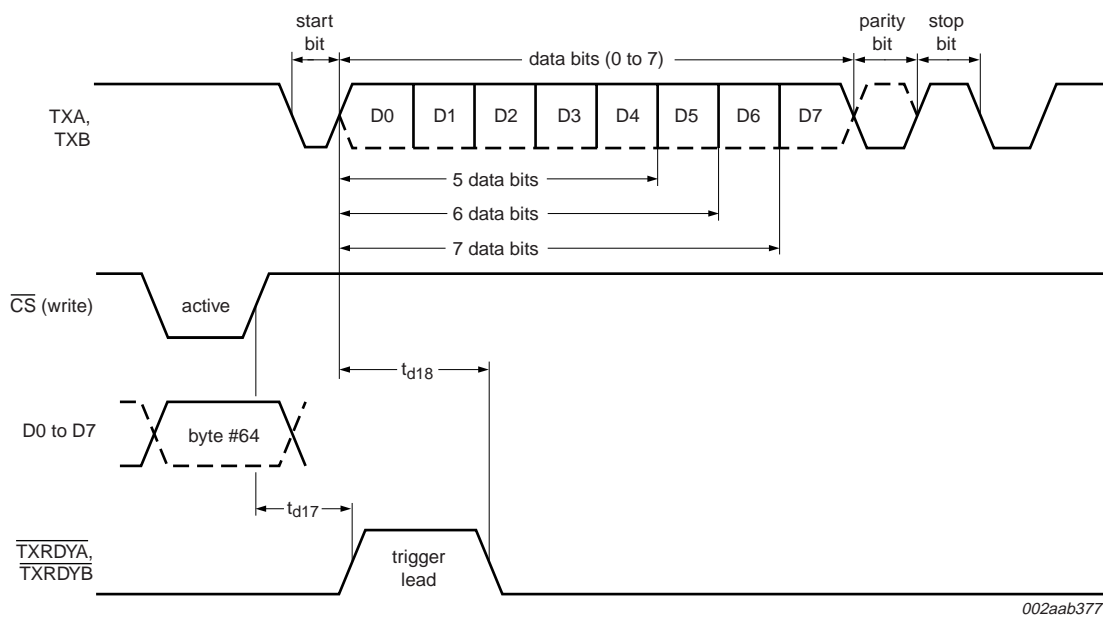 start
bit
data bits (0 to 7)
parity
bit
stop
bit
TXA,
TXB
D0 D1 D2 D3 D4 D5 D6 D7
5 data bits
6 data bits
7 data bits
CS (write)
active
td18
D0 to D7
byte #64
td17
TXRDYA,
TXRDYB
trigger
lead
002aab377